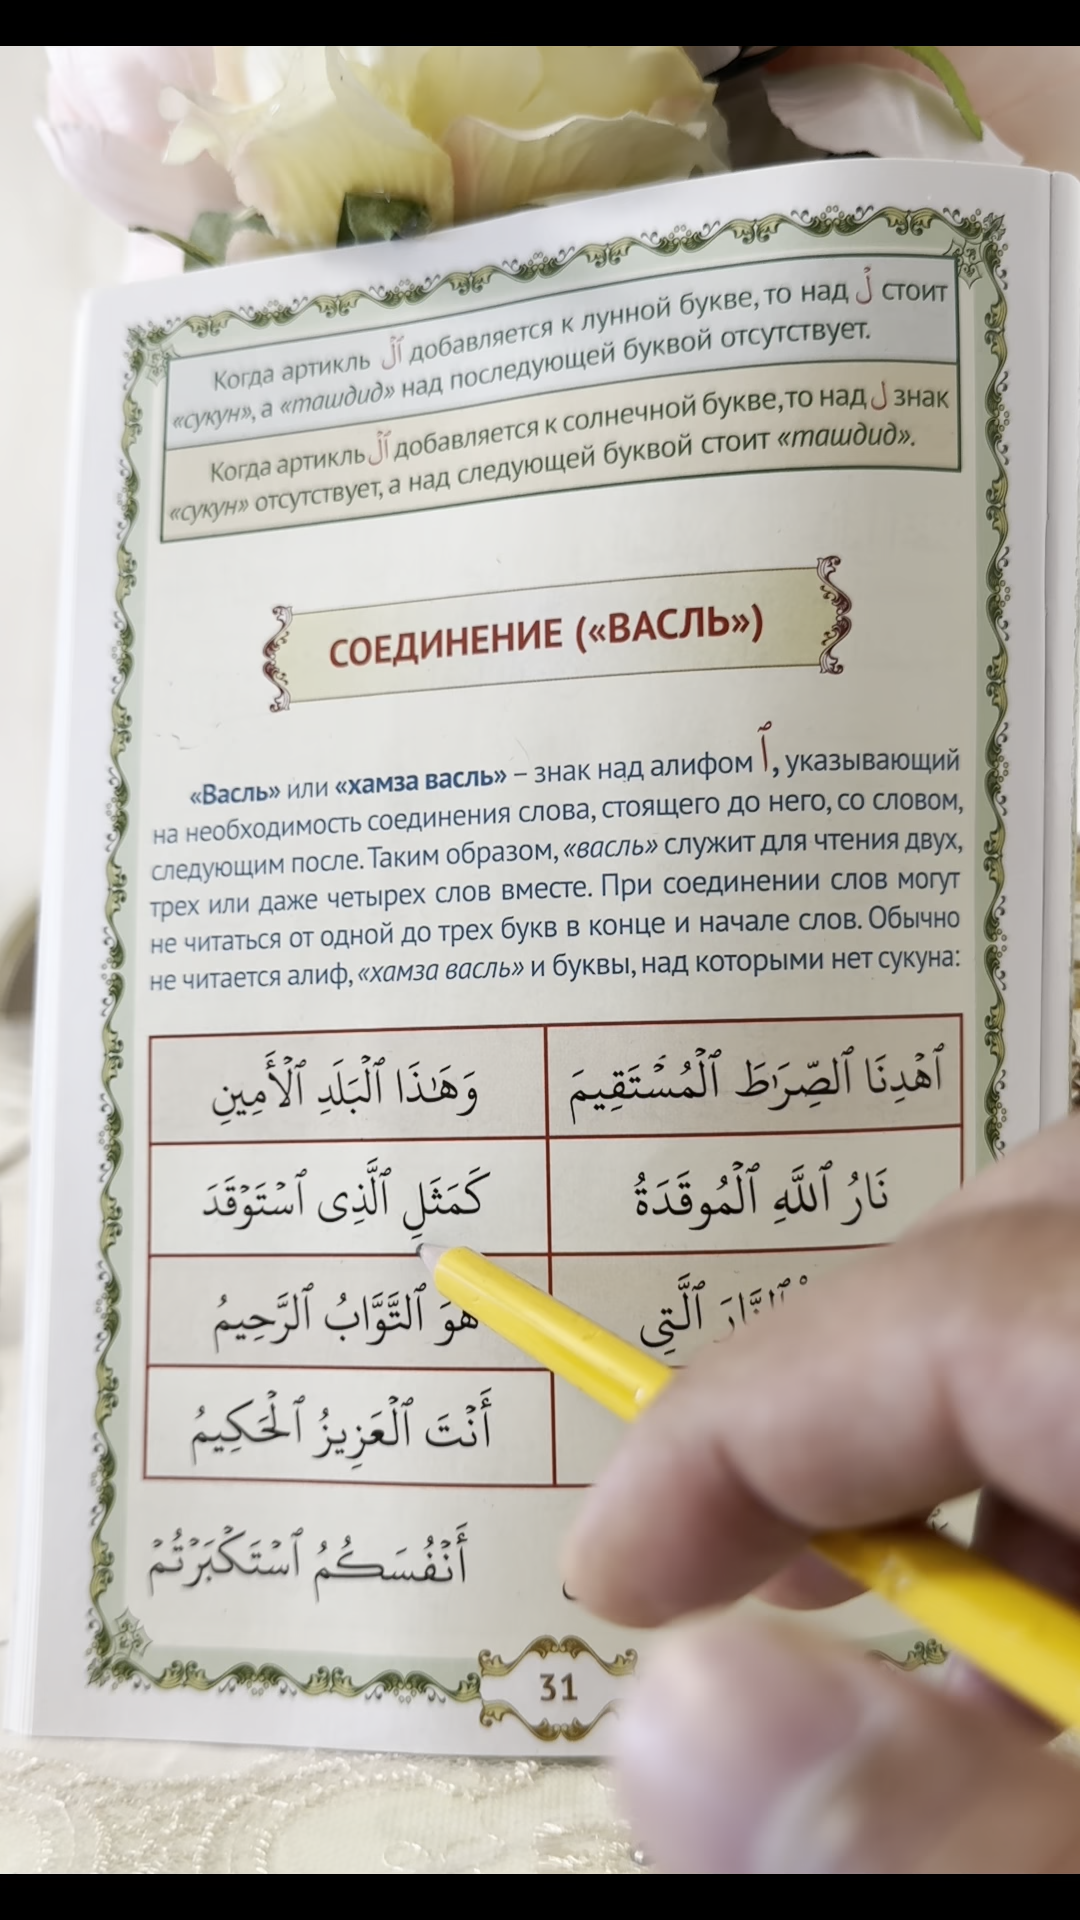 Когда артикль ٱلْ добавляется к лунной букве, то над لْ стоит
«сукун», а «ташдид» над последующей буквой отсутствует.
Когда артикль ٱلْ добавляется к солнечной букве, то над ل знак
«сукун» отсутствует, а над следующей буквой стоит «ташдид».
СОЕДИНЕНИЕ («ВАСЛЬ»)
«Васль» или «хамза васль» – знак над алифом ٱ, указывающий
на необходимость соединения слова, стоящего до него, со словом,
следующим после. Таким образом, «васль» служит для чтения двух,
трех или даже четырех слов вместе. При соединении слов могут
не читаться от одной до трех букв в конце и начале слов. Обычно
не читается алиф, «хамза васль» и буквы, над которыми нет сукуна:
ٱهْدِنَا ٱلصِّرَٰطَ ٱلْمُسْتَقِيمَ
وَهَٰذَا ٱلْبَلَدِ ٱلْأَمِينِ
نَارُ ٱللَّهِ ٱلْمُوقَدَةُ
كَمَثَلِ ٱلَّذِى ٱسْتَوْقَدَ
ٱلنَّارَ ٱلَّتِى
هُوَ ٱلتَّوَّابُ ٱلرَّحِيمُ
أَنْتَ ٱلْعَزِيزُ ٱلْحَكِيمُ
أَنْفُسَكُمُ ٱسْتَكْبَرْتُمْ
31